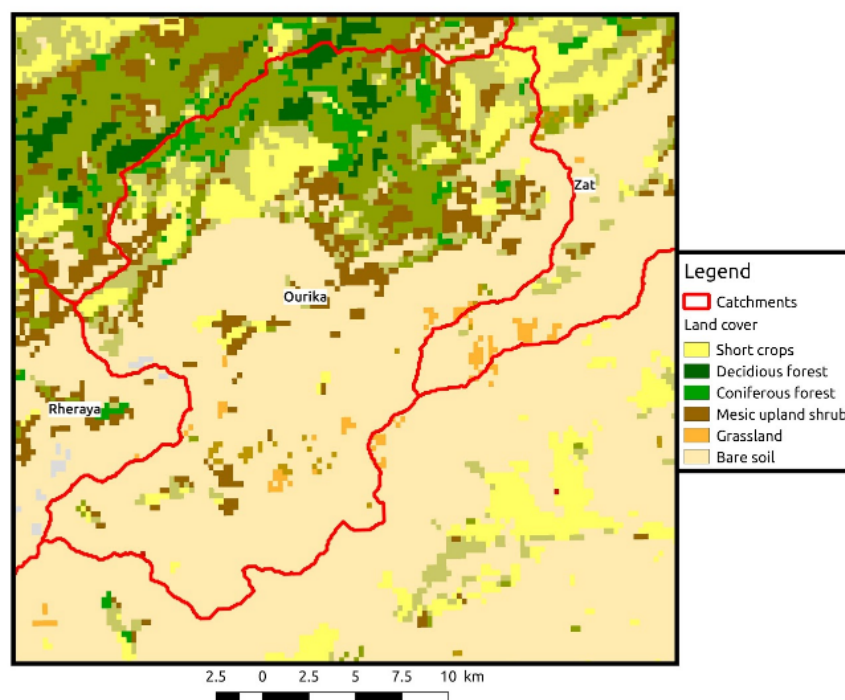 Zat
Ourika
Rheraya
Legend
Catchments
Land cover
Short crops
Decidious forest
Coniferous forest
Mesic upland shrub
Grassland
Bare soil
2.5 0 2.5 5 7.5 10 km